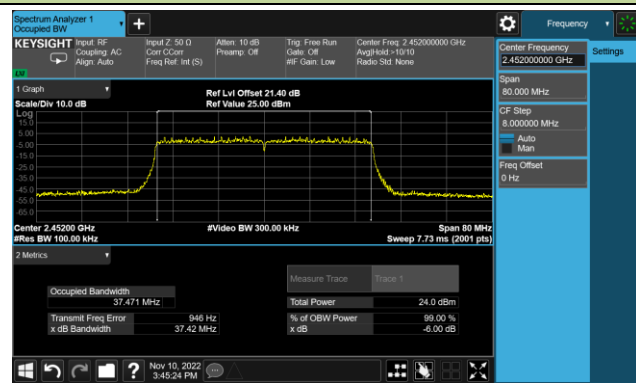 Spectrum Analyzer 1
Occupied BW
+
Frequency
KEYSIGHT
Input: RF
Coupling: AC
Align: Auto
Input Z: 50 Ω
Corr CCorr
Freq Ref: Int (S)
Atten: 10 dB
Preamp: Off
Trig: Free Run
Gate: Off
#IF Gain: Low
Center Freq: 2.452000000 GHz
Avg|Hold:>10/10
Radio Std: None
LXI
Center Frequency
2.452000000 GHz
Settings
Span
80.000 MHz
CF Step
8.000000 MHz
Auto
Man
Freq Offset
0 Hz
1 Graph
Scale/Div 10.0 dB
Ref Lvl Offset 21.40 dB
Ref Value 25.00 dBm
Log
15.0
5.00
-5.00
-15.0
-25.0
-35.0
-45.0
-55.0
-65.0
Center 2.45200 GHz
#Video BW 300.00 kHz
Span 80 MHz
#Res BW 100.00 kHz
Sweep 7.73 ms (2001 pts)
2 Metrics
Measure Trace
Trace 1
Occupied Bandwidth
37.471 MHz
Total Power
24.0 dBm
Transmit Freq Error
946 Hz
% of OBW Power
99.00 %
x dB Bandwidth
37.42 MHz
x dB
-6.00 dB
?
Nov 10, 2022
3:45:24 PM